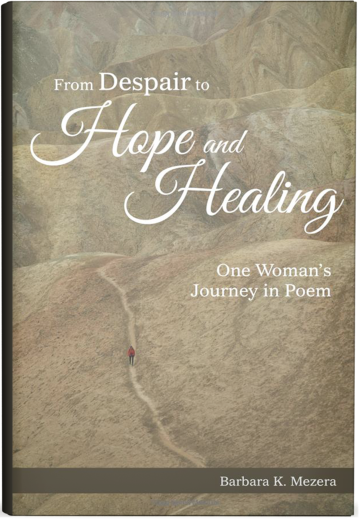 From Despair to
Hope and
Healing
One Woman's
Journey in Poem
Barbara K. Mezera